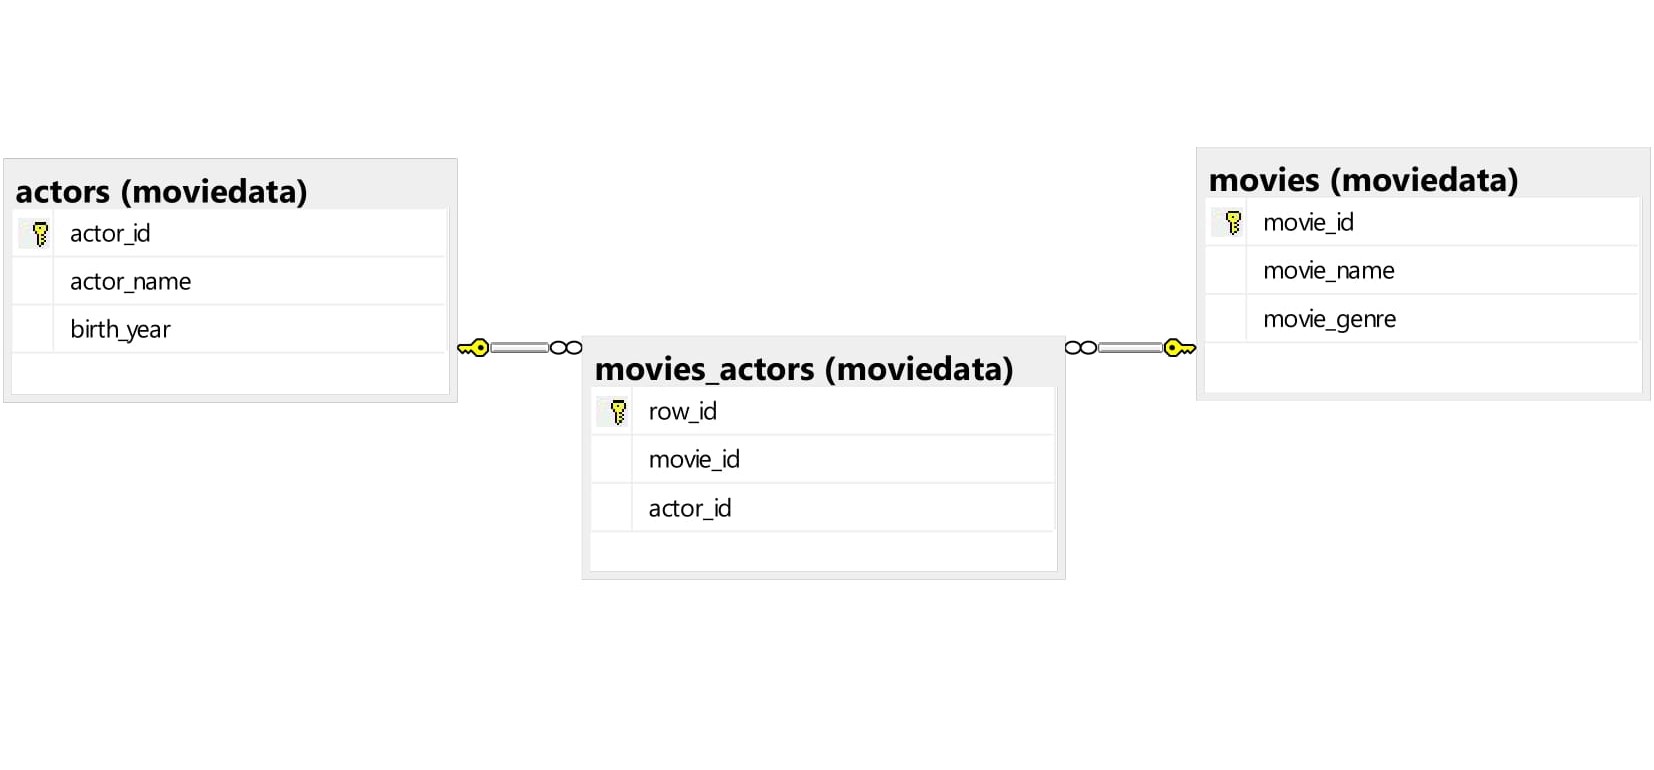 actors (moviedata)
actor_id
actor_name
birth_year
movies_actors (moviedata)
row_id
movie_id
actor_id
movies (moviedata)
movie_id
movie_name
movie_genre